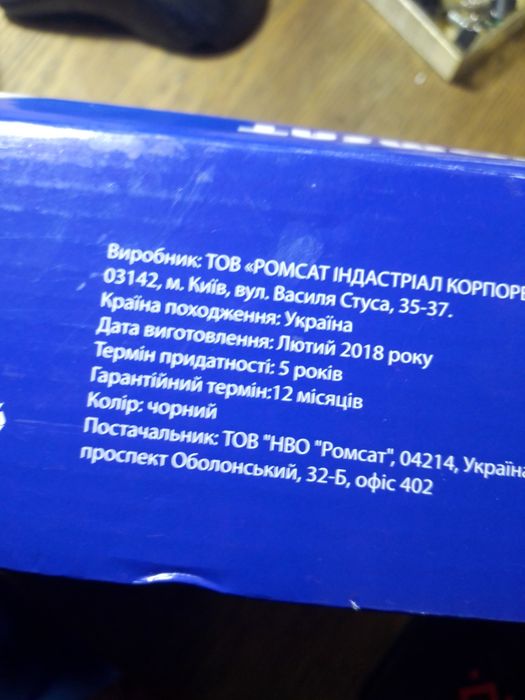 Виробник: ТОВ «РОМСАТ ІНДАСТРІАЛ КОРПОРЕ
03142, м. Київ, вул. Василя Стуса, 35-37.
Країна походження: Україна
Дата виготовлення: Лютий 2018 року
Термін придатності: 5 років
Гарантійний термін:12 місяців
Колір: чорний
Постачальник: ТОВ "НВО "Ромсат", 04214, Україна
проспект Оболонський, 32-Б, офіс 402